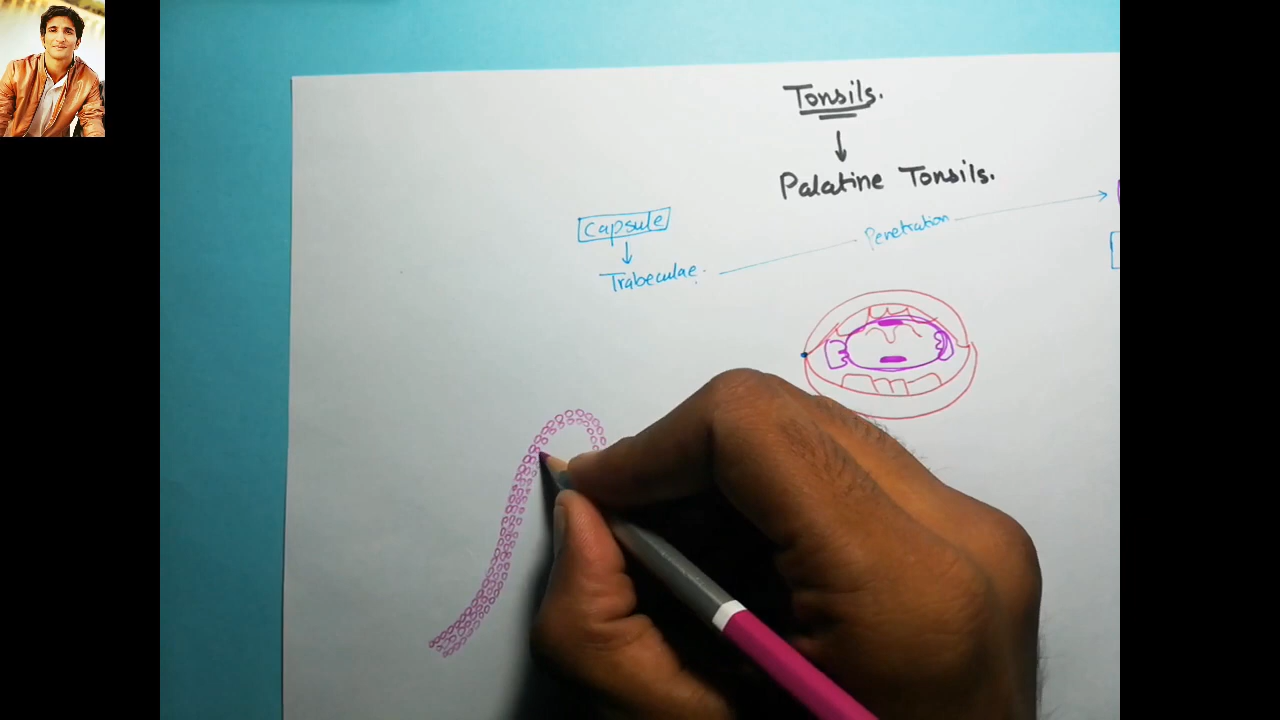 Tonsils.
Palatine Tonsils.
Capsule
Trabeculae.
Penetration